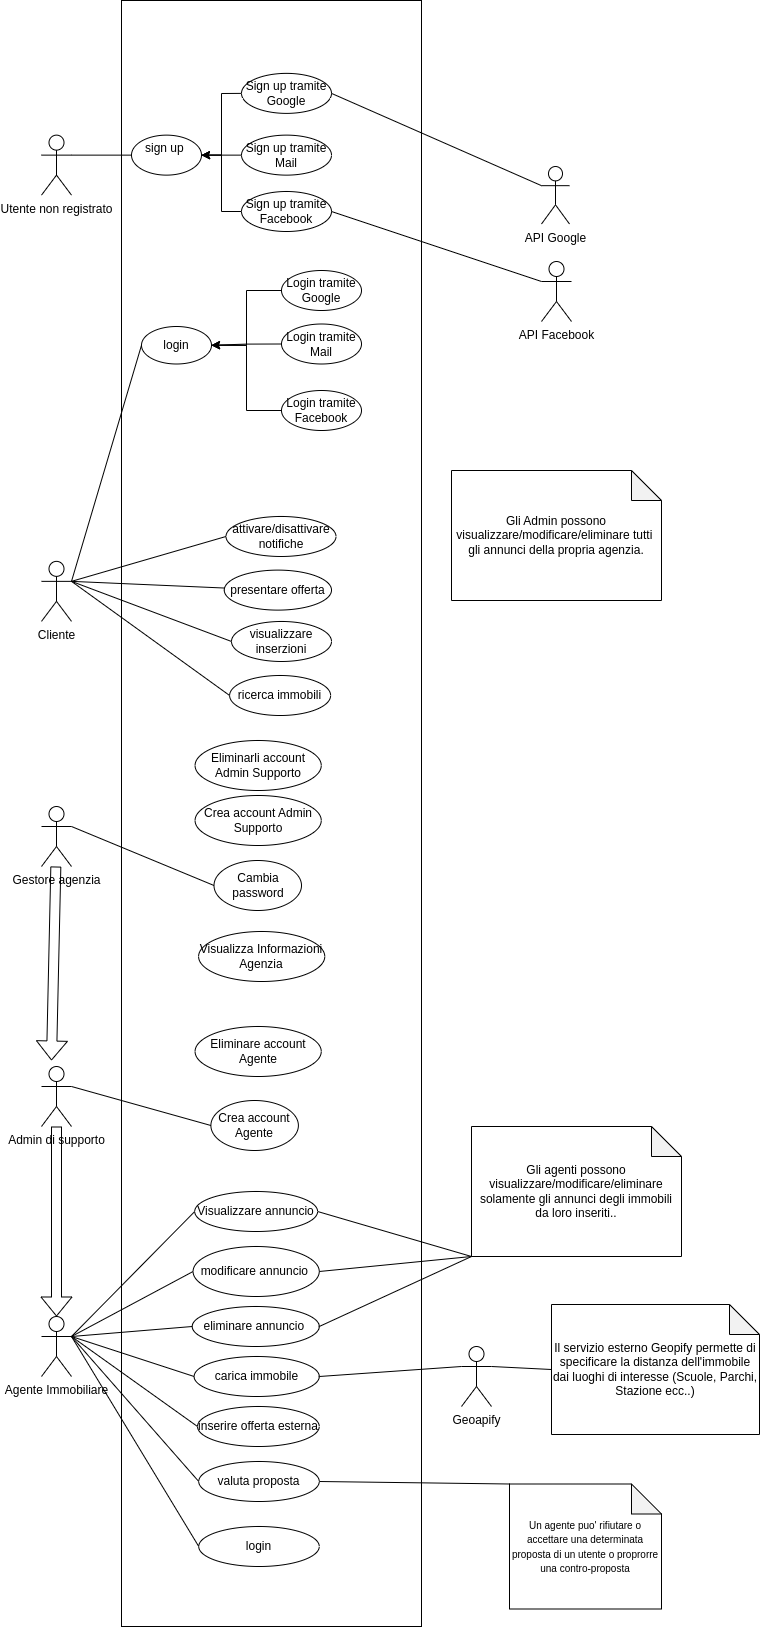 Sign up tramite
Google
sign up
Sign up tramite
Mail
Utente non registrato
Sign up tramite
Facebook
API Google
API Facebook
Login tramite
Google
login
Login tramite
Mail
Login tramite
Facebook
Gli Admin possono
visualizzare/modificare/eliminare tutti
gli annunci della propria agenzia.
attivare/disattivare
notifiche
presentare offerta
Cliente
visualizzare
inserzioni
ricerca immobili
Eliminarli account
Admin Supporto
Crea account Admin
Supporto
Gestore agenzia
Cambia
password
Visualizza Informazioni
Agenzia
Eliminare account
Agente
Admin di supporto
Crea account
Agente
Gli agenti possono
visualizzare/modificare/eliminare
solamente gli annunci degli immobili
da loro inseriti..
Visualizzare annuncio
modificare annuncio
eliminare annuncio
Agente Immobiliare
carica immobile
Geoapify
Il servizio esterno Geopify permette di
specificare la distanza dell'immobile
dai luoghi di interesse (Scuole, Parchi,
Stazione ecc..)
inserire offerta esterna
valuta proposta
Un agente puo' rifiutare o
accettare una determinata
proposta di un utente o proprorre
una contro-proposta
login